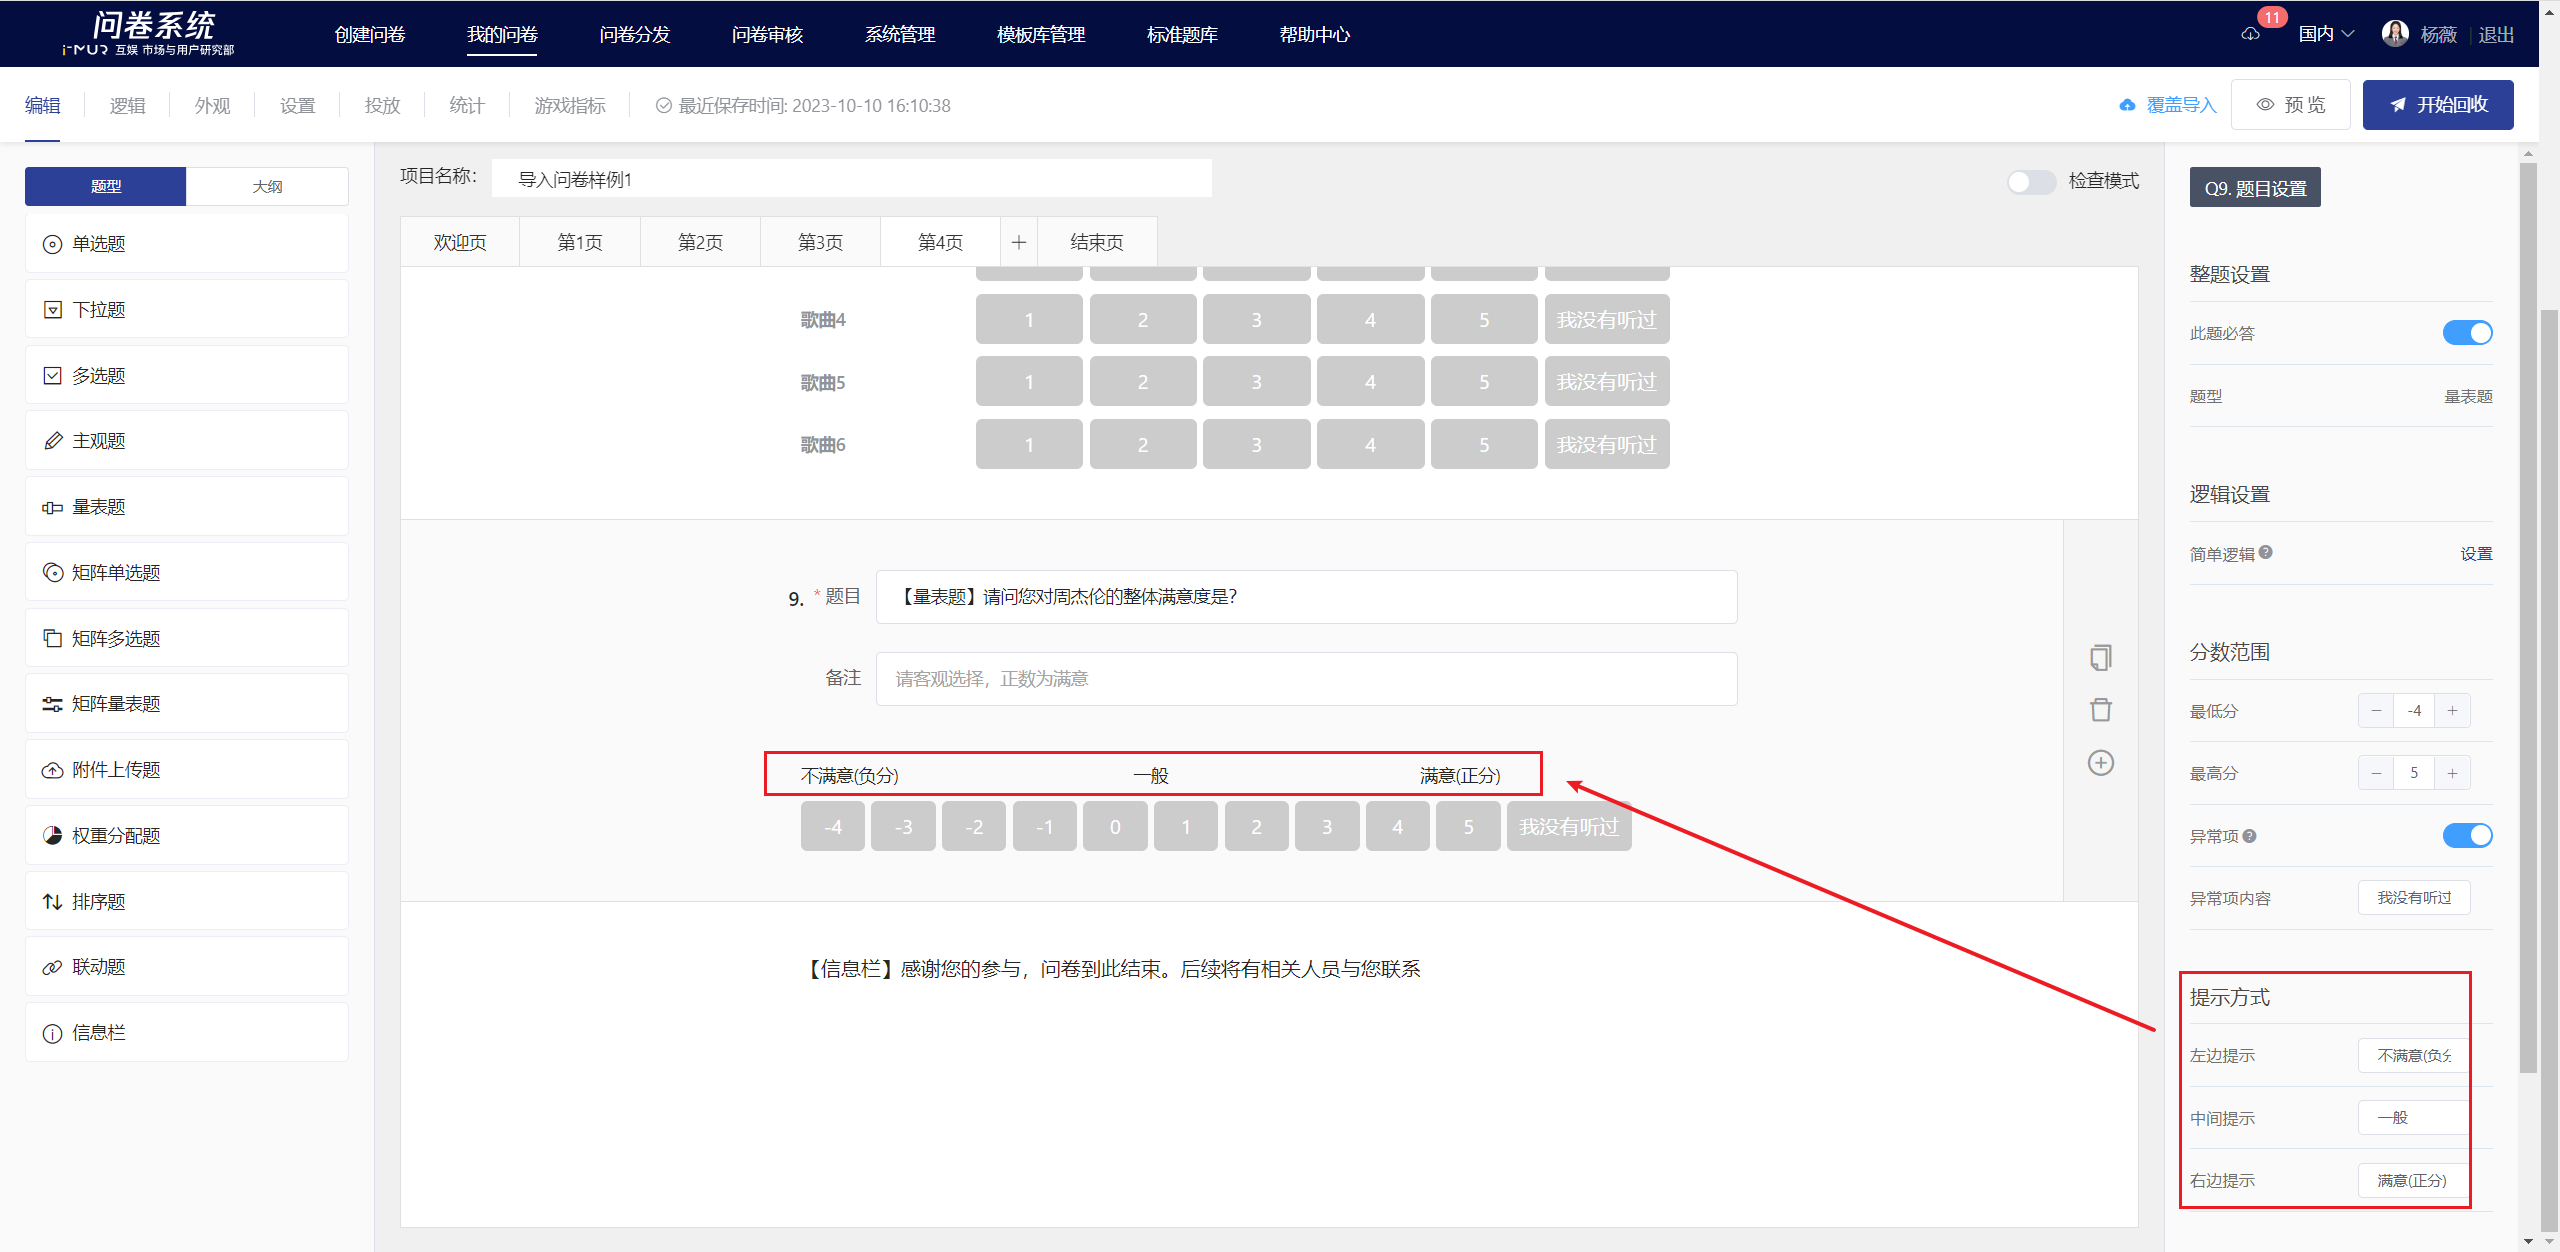 问卷系统
i-MUR 互娱 市场与用户研究部
创建问卷 我的问卷 问卷分发 问卷审核 系统管理 模板库管理 标准题库 帮助中心
11 国内 杨薇 退出
编辑 逻辑 外观 设置 投放 统计 游戏指标 最近保存时间: 2023-10-10 16:10:38
覆盖导入 预览 开始回收
题型 大纲
单选题
下拉题
多选题
主观题
量表题
矩阵单选题
矩阵多选题
矩阵量表题
附件上传题
权重分配题
排序题
联动题
信息栏
项目名称: 导入问卷样例1
检查模式
欢迎页 第1页 第2页 第3页 第4页 + 结束页
歌曲4 1 2 3 4 5 我没有听过
歌曲5 1 2 3 4 5 我没有听过
歌曲6 1 2 3 4 5 我没有听过
9. * 题目 【量表题】请问您对周杰伦的整体满意度是?
备注 请客观选择，正数为满意
不满意(负分) 一般 满意(正分)
-4 -3 -2 -1 0 1 2 3 4 5 我没有听过
【信息栏】感谢您的参与，问卷到此结束。后续将有相关人员与您联系
Q9. 题目设置
整题设置
此题必答
题型 量表题
逻辑设置
简单逻辑 ? 设置
分数范围
最低分 − -4 +
最高分 − 5 +
异常项 ?
异常项内容 我没有听过
提示方式
左边提示 不满意(负分
中间提示 一般
右边提示 满意(正分)